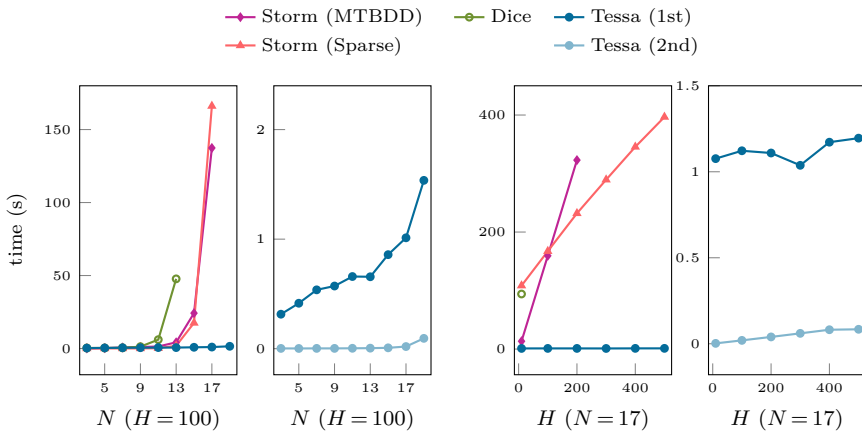 Storm (MTBDD) Dice Tessa (1st)
Storm (Sparse) Tessa (2nd)
time (s)
150
100
50
0
5 9 13 17
N (H = 100)
2
1
0
5 9 13 17
N (H = 100)
400
200
0
0 200 400
H (N = 17)
1.5
1
0.5
0
0 200 400
H (N = 17)